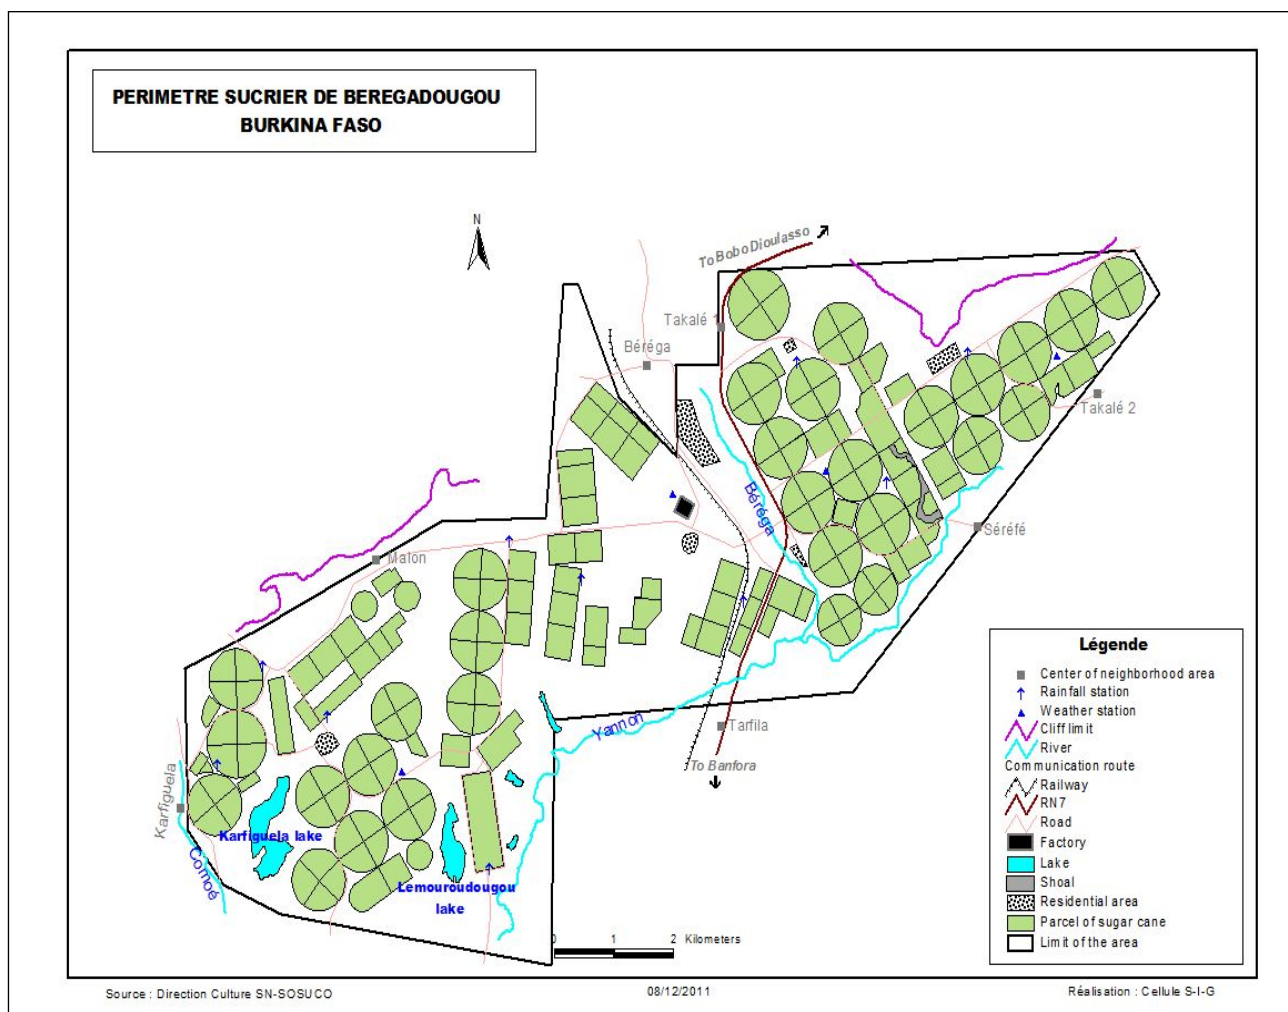 PERIMETRE SUCRIER DE BEREGADOUGOU
BURKINA FASO
N
To Bobo Dioulasso
Takalé 1
Béréga
Takalé 2
Béréga
Séréfé
Malon
Yannon
Tarfila
To Banfora
Karfiguela
Comoé
Karfiguela lake
Lemouroudougou
lake
0 1 2 Kilometers
Légende
Center of neighborhood area
Rainfall station
Weather station
Cliff limit
River
Communication route
Railway
RN7
Road
Factory
Lake
Shoal
Residential area
Parcel of sugar cane
Limit of the area
Source : Direction Culture SN-SOSUCO
08/12/2011
Réalisation : Cellule S-I-G